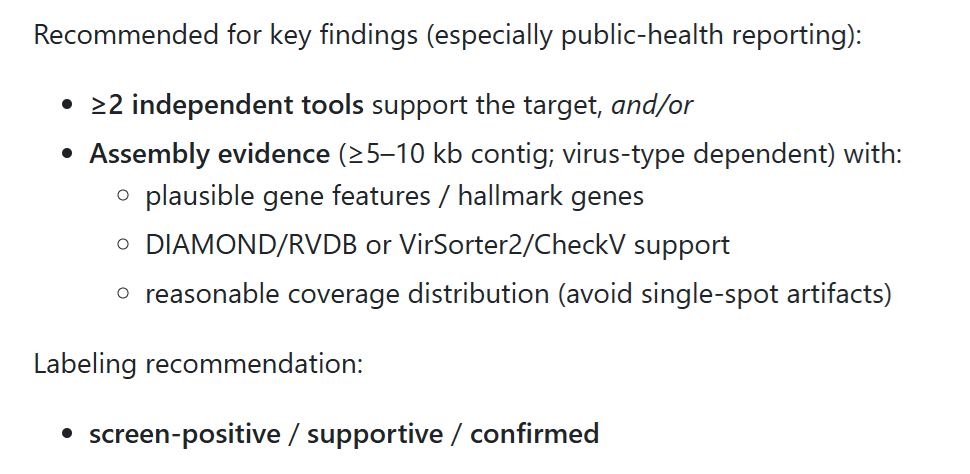 Recommended for key findings (especially public-health reporting):
• ≥2 independent tools support the target, and/or
• Assembly evidence (≥5–10 kb contig; virus-type dependent) with:
◦ plausible gene features / hallmark genes
◦ DIAMOND/RVDB or VirSorter2/CheckV support
◦ reasonable coverage distribution (avoid single-spot artifacts)
Labeling recommendation:
• screen-positive / supportive / confirmed